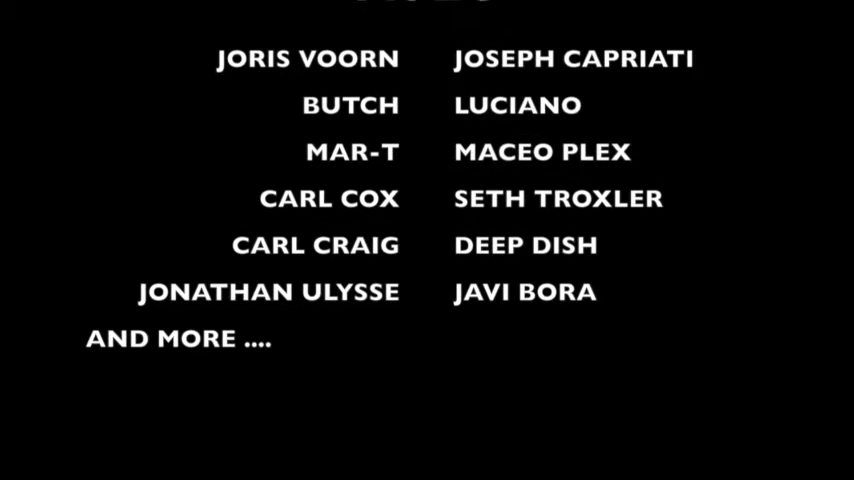 JORIS VOORN JOSEPH CAPRIATI
BUTCH LUCIANO
MAR-T MACEO PLEX
CARL COX SETH TROXLER
CARL CRAIG DEEP DISH
JONATHAN ULYSSE JAVI BORA
AND MORE ....